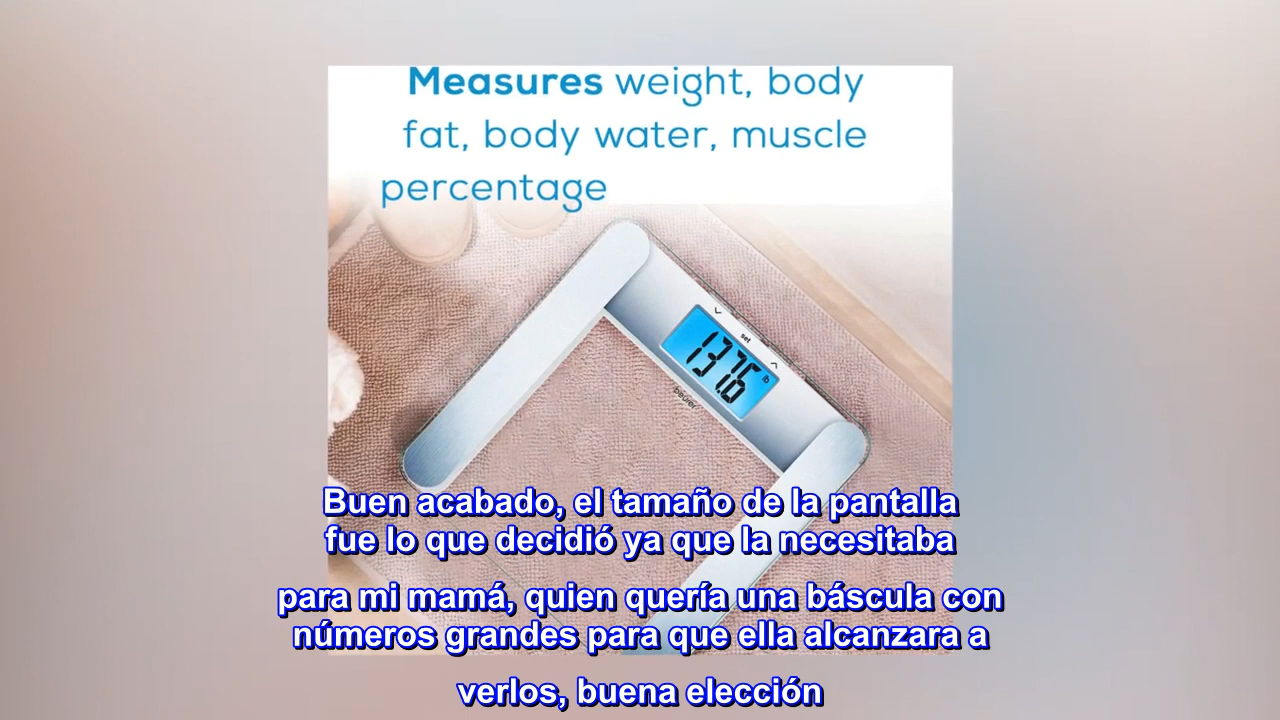 Measures weight, body
fat, body water, muscle
percentage
set
137.6 lb
beurer
Buen acabado, el tamaño de la pantalla
fue lo que decidió ya que la necesitaba
para mi mamá, quien quería una báscula con
números grandes para que ella alcanzara a
verlos, buena elección